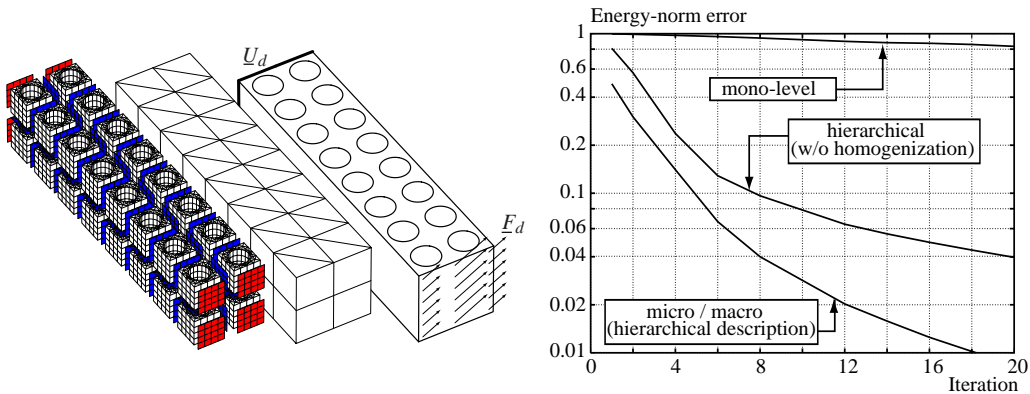 U_d
F_d
Energy-norm error
1
0.6
0.4
0.2
0.1
0.06
0.04
0.02
0.01
mono-level
hierarchical
(w/o homogenization)
micro / macro
(hierarchical description)
0 4 8 12 16 20
Iteration